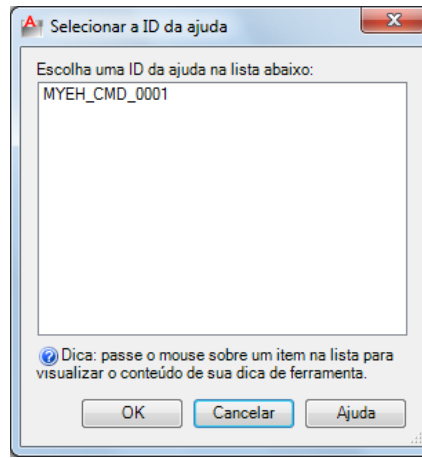 Selecionar a ID da ajuda
Escolha uma ID da ajuda na lista abaixo:
MYEH_CMD_0001
Dica: passe o mouse sobre um item na lista para
visualizar o conteúdo de sua dica de ferramenta.
OK Cancelar Ajuda